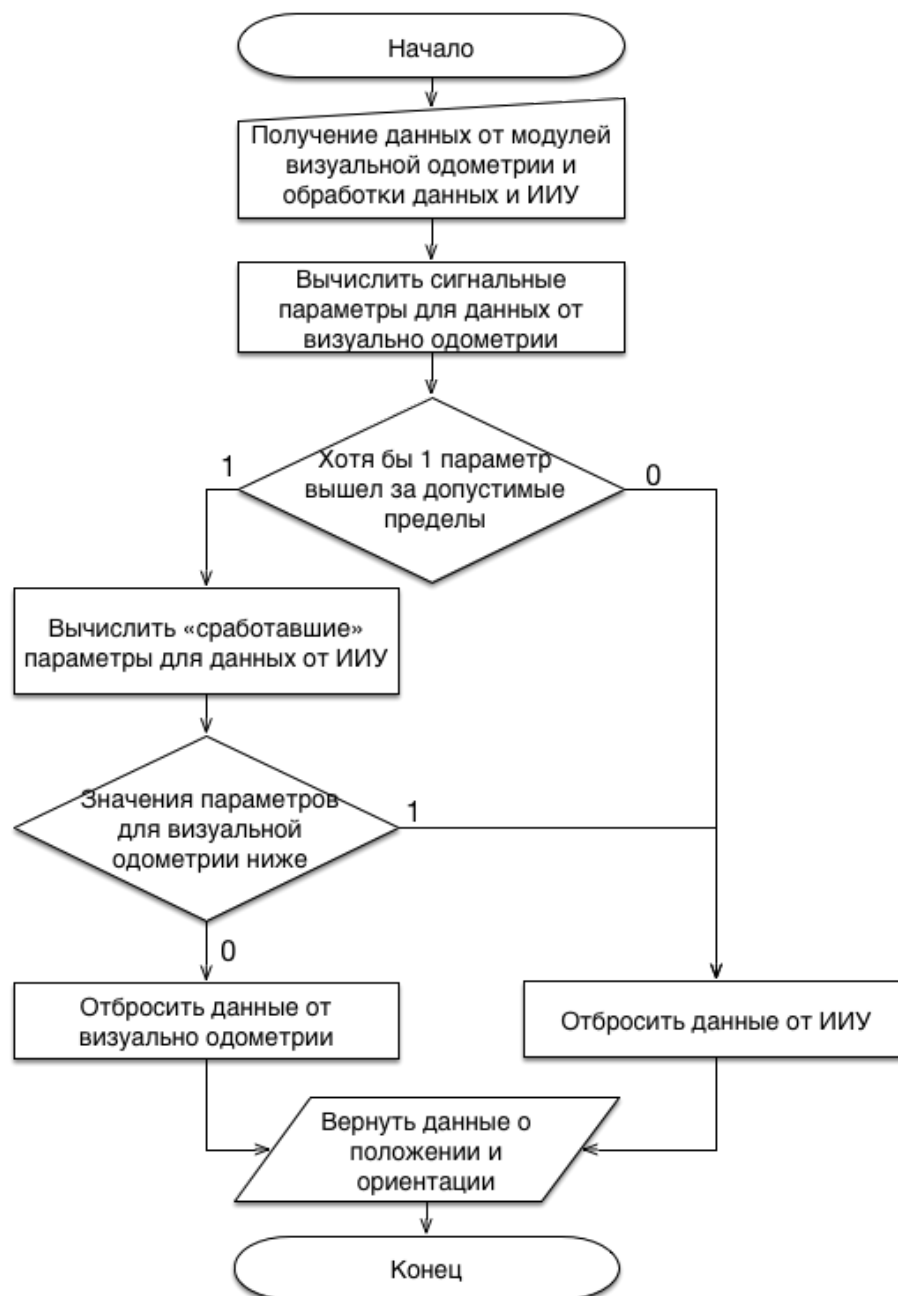 Начало
Получение данных от модулей
визуальной одометрии и
обработки данных и ИИУ
Вычислить сигнальные
параметры для данных от
визуально одометрии
Хотя бы 1 параметр
вышел за допустимые
пределы
1
0
Вычислить «сработавшие»
параметры для данных от ИИУ
Значения параметров
для визуальной
одометрии ниже
1
0
Отбросить данные от
визуально одометрии
Отбросить данные от ИИУ
Вернуть данные о
положении и
ориентации
Конец